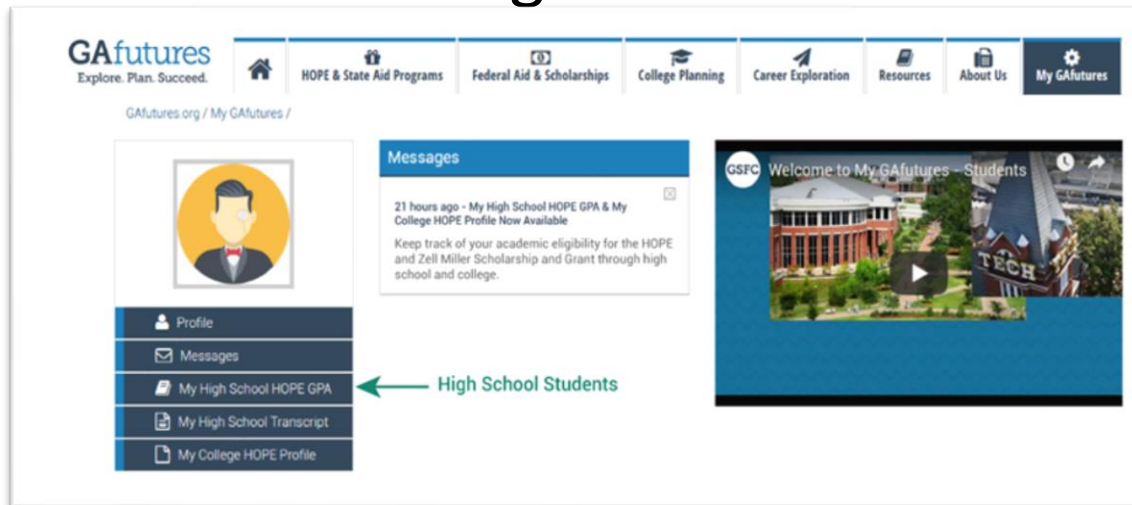 GAfutures
Explore. Plan. Succeed.
HOPE & State Aid Programs
Federal Aid & Scholarships
College Planning
Career Exploration
Resources
About Us
My GAfutures
GAfutures.org / My GAfutures /
Messages
21 hours ago - My High School HOPE GPA & My
College HOPE Profile Now Available
Keep track of your academic eligibility for the HOPE
and Zell Miller Scholarship and Grant through high
school and college.
GSFC
Welcome to My GAfutures - Students
TECH
Profile
Messages
My High School HOPE GPA
High School Students
My High School Transcript
My College HOPE Profile